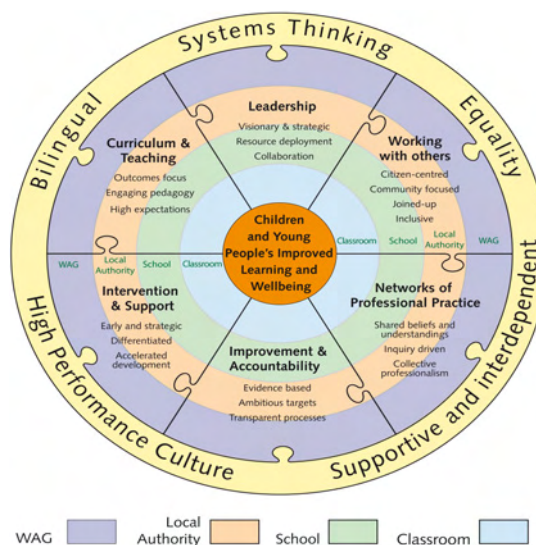 Systems Thinking
Bilingual
Equality
Leadership
Visionary & strategic
Resource deployment
Collaboration
Curriculum &
Teaching
Outcomes focus
Engaging pedagogy
High expectations
Working
with others
Citizen-centred
Community focused
Joined-up
Inclusive
Children
and Young
People's Improved
Learning and
Wellbeing
WAG
Local
Authority
School
Classroom
Classroom
School
Local
Authority
WAG
Intervention
& Support
Early and strategic
Differentiated
Accelerated
development
Networks of
Professional Practice
Shared beliefs and
understandings
Inquiry driven
Collective
professionalism
Improvement &
Accountability
Evidence based
Ambitious targets
Transparent processes
High Performance Culture
Supportive and interdependent
WAG
Local
Authority
School
Classroom